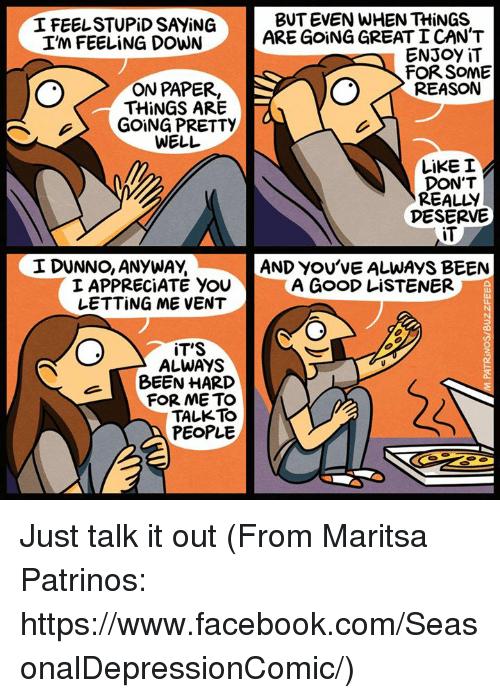 I FEEL STUPiD SAYiNG
I'M FEELiNG DOWN
ON PAPER,
THiNGS ARE
GOiNG PRETTY
WELL
BUT EVEN WHEN THiNGS
ARE GOiNG GREAT I CAN'T
ENJOY iT
FOR SOME
REASON
LiKE I
DON'T
REALLY
DESERVE
iT
I DUNNO, ANYWAY,
I APPRECiATE YOU
LETTiNG ME VENT
iT'S
ALWAYS
BEEN HARD
FOR ME TO
TALK TO
PEOPLE
AND YOU'VE ALWAYS BEEN
A GOOD LiSTENER
M. PATRiNOS/BUZZFEED
Just talk it out (From Maritsa
Patrinos:
https://www.facebook.com/Seas
onalDepressionComic/)